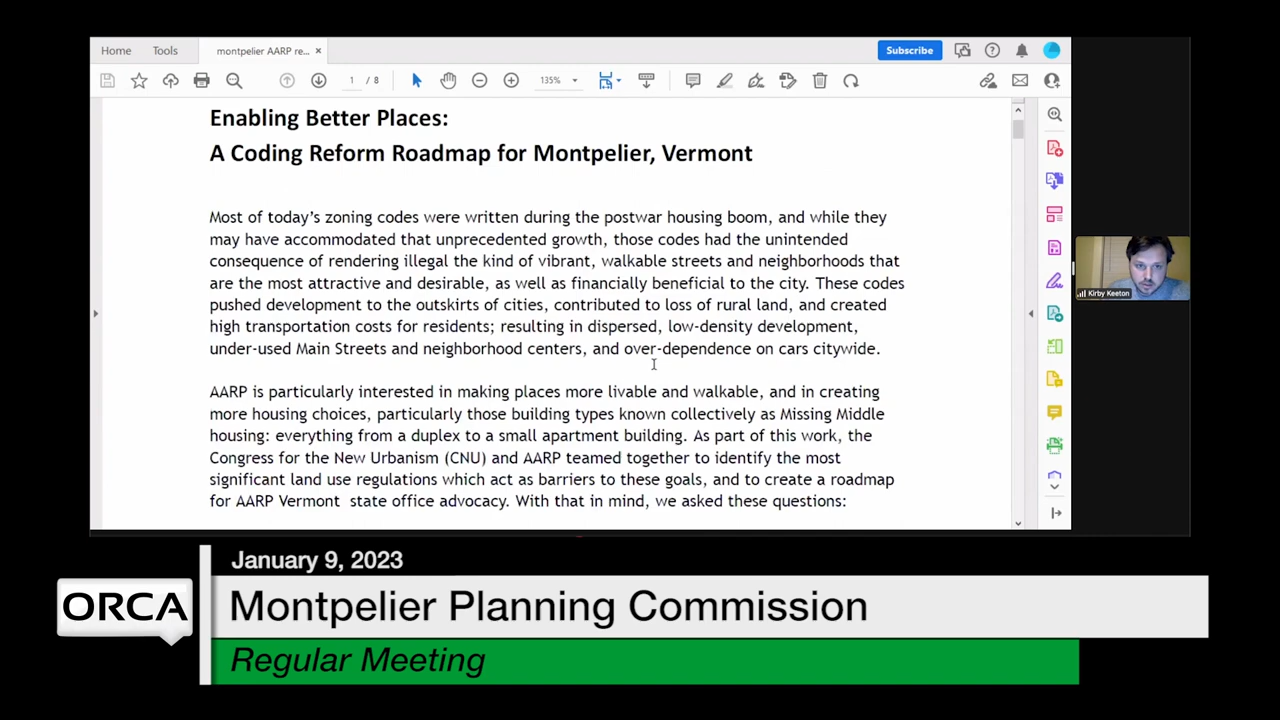 Home Tools montpelier AARP re... × Subscribe
1 / 8 135%
Enabling Better Places:
A Coding Reform Roadmap for Montpelier, Vermont
Most of today's zoning codes were written during the postwar housing boom, and while they
may have accommodated that unprecedented growth, those codes had the unintended
consequence of rendering illegal the kind of vibrant, walkable streets and neighborhoods that
are the most attractive and desirable, as well as financially beneficial to the city. These codes
pushed development to the outskirts of cities, contributed to loss of rural land, and created
high transportation costs for residents; resulting in dispersed, low-density development,
under-used Main Streets and neighborhood centers, and over-dependence on cars citywide.
AARP is particularly interested in making places more livable and walkable, and in creating
more housing choices, particularly those building types known collectively as Missing Middle
housing: everything from a duplex to a small apartment building. As part of this work, the
Congress for the New Urbanism (CNU) and AARP teamed together to identify the most
significant land use regulations which act as barriers to these goals, and to create a roadmap
for AARP Vermont state office advocacy. With that in mind, we asked these questions:
Kirby Keeton
January 9, 2023
ORCA
Montpelier Planning Commission
Regular Meeting